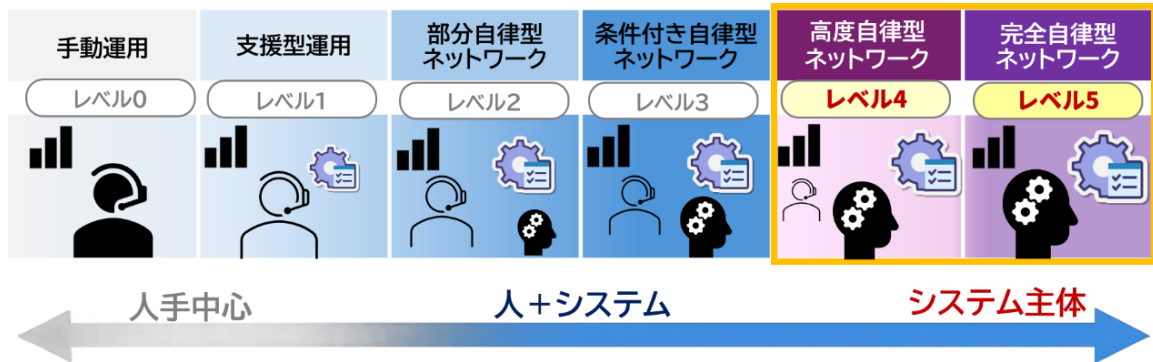 手動運用
支援型運用
部分自律型
ネットワーク
条件付き自律型
ネットワーク
高度自律型
ネットワーク
完全自律型
ネットワーク
レベル0
レベル1
レベル2
レベル3
レベル4
レベル5
人手中心
人+システム
システム主体